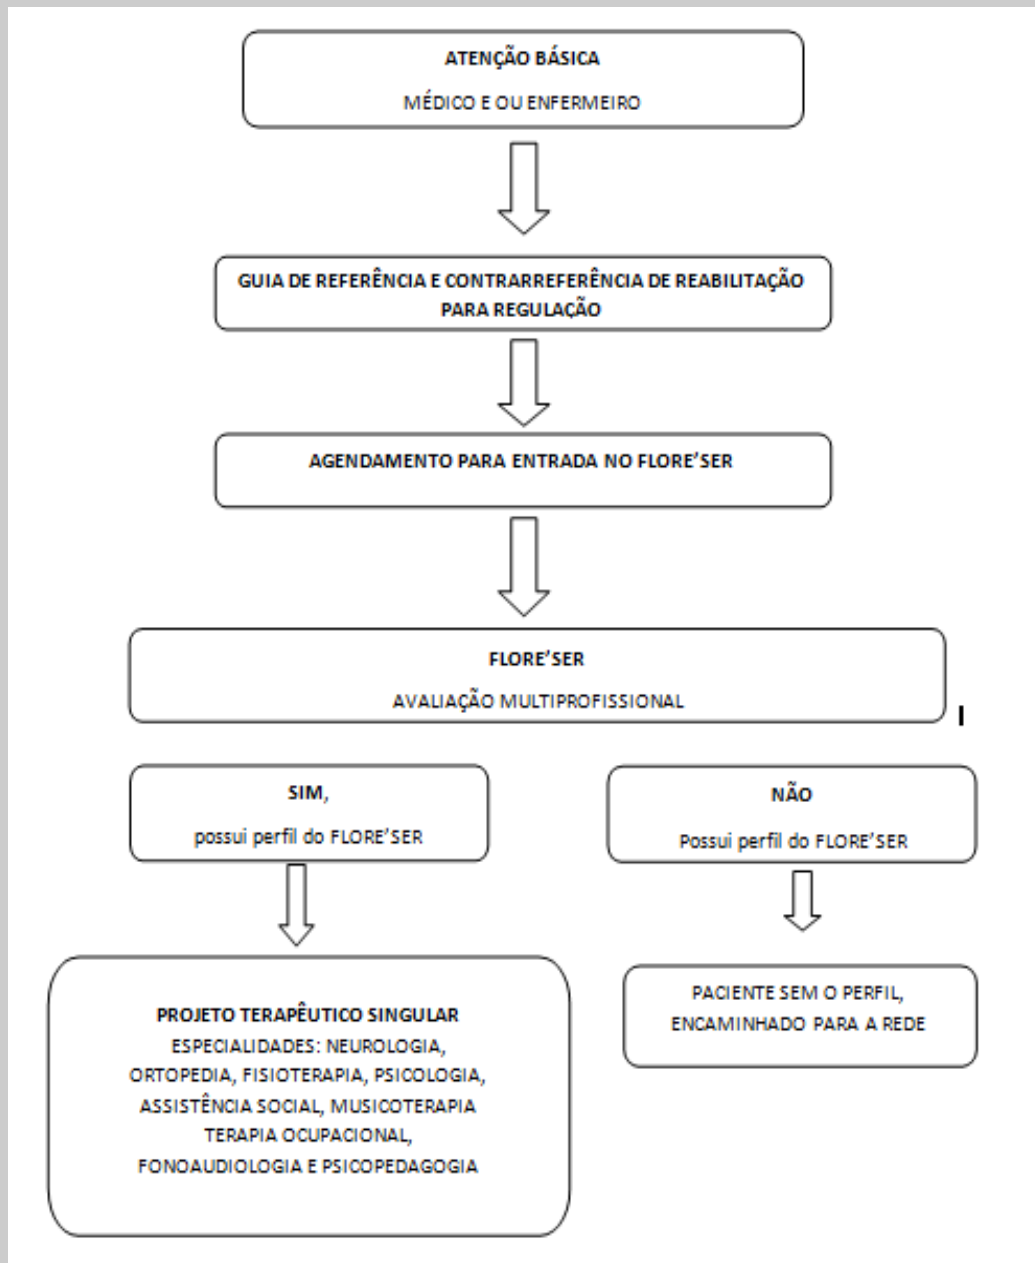 ATENÇÃO BÁSICA
MÉDICO E OU ENFERMEIRO
GUIA DE REFERÊNCIA E CONTRARREFERÊNCIA DE REABILITAÇÃO
PARA REGULAÇÃO
AGENDAMENTO PARA ENTRADA NO FLORE’SER
FLORE’SER
AVALIAÇÃO MULTIPROFISSIONAL
SIM,
possui perfil do FLORE’SER
NÃO
Possui perfil do FLORE’SER
PROJETO TERAPÊUTICO SINGULAR
ESPECIALIDADES: NEUROLOGIA,
ORTOPEDIA, FISIOTERAPIA, PSICOLOGIA,
ASSISTÊNCIA SOCIAL, MUSICOTERAPIA
TERAPIA OCUPACIONAL,
FONOAUDIOLOGIA E PSICOPEDAGOGIA
PACIENTE SEM O PERFIL,
ENCAMINHADO PARA A REDE